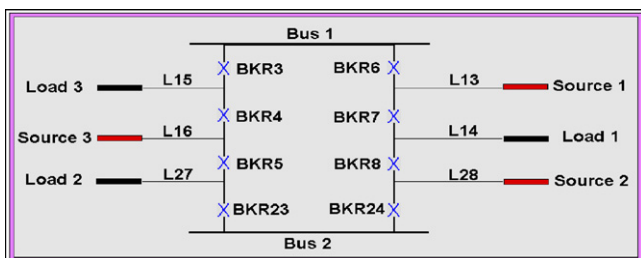 Bus 1
BKR3 BKR6
Load 3 L15 L13 Source 1
BKR4 BKR7
Source 3 L16 L14 Load 1
BKR5 BKR8
Load 2 L27 L28 Source 2
BKR23 BKR24
Bus 2